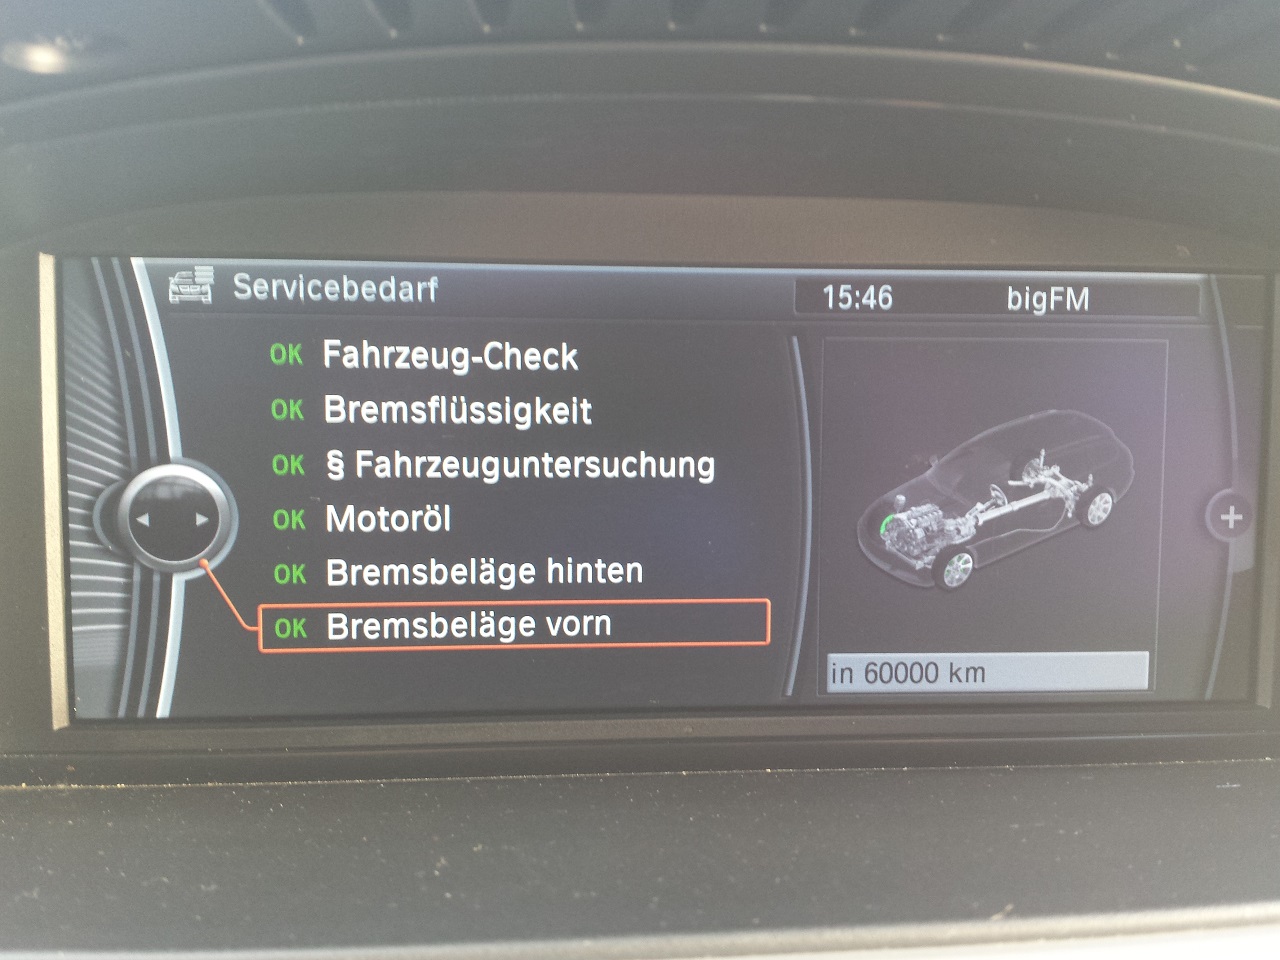 Servicebedarf
15:46 bigFM
OK Fahrzeug-Check
OK Bremsflüssigkeit
OK § Fahrzeuguntersuchung
OK Motoröl
OK Bremsbeläge hinten
OK Bremsbeläge vorn
in 60000 km